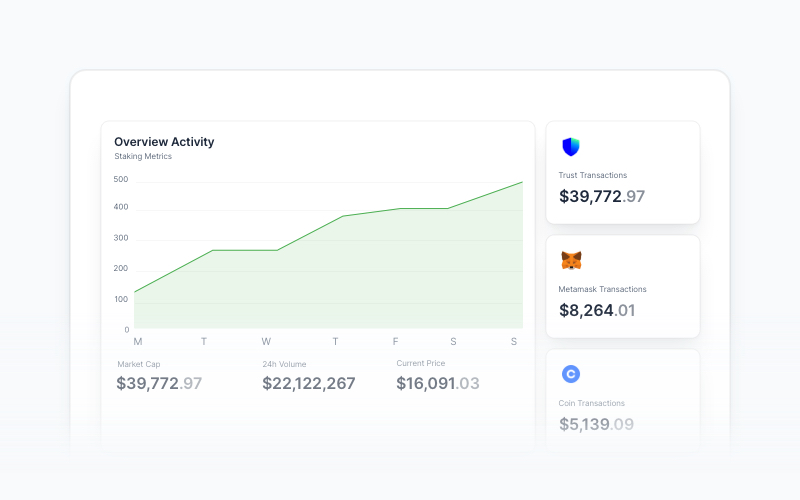 Overview Activity
Staking Metrics
500
400
300
200
100
0
M T W T F S S
Market Cap
$39,772.97
24h Volume
$22,122,267
Current Price
$16,091.03
Trust Transactions
$39,772.97
Metamask Transactions
$8,264.01
Coin Transactions
$5,139.09